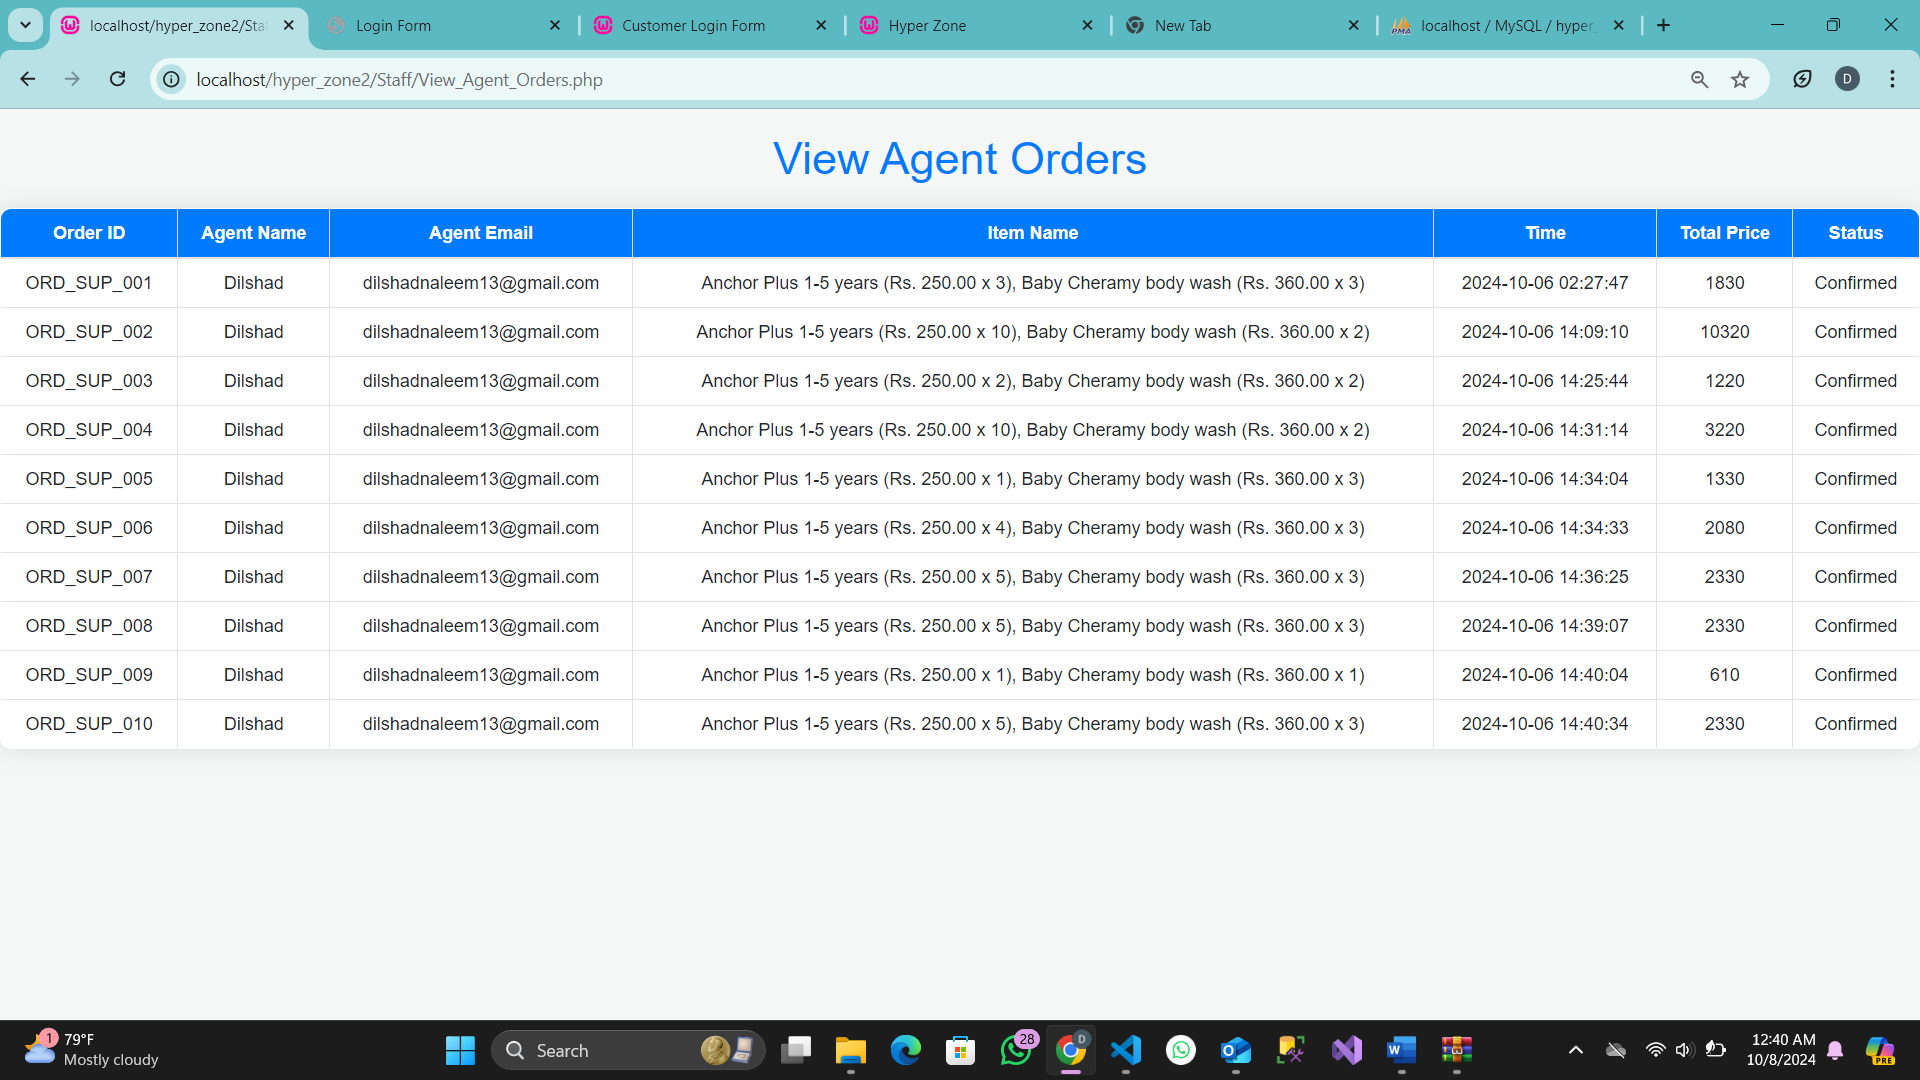 localhost/hyper_zone2/Sta
Login Form
Customer Login Form
Hyper Zone
New Tab
localhost / MySQL / hyper_
localhost/hyper_zone2/Staff/View_Agent_Orders.php
D
View Agent Orders
Order ID Agent Name Agent Email Item Name Time Total Price Status
ORD_SUP_001 Dilshad dilshadnaleem13@gmail.com Anchor Plus 1-5 years (Rs. 250.00 x 3), Baby Cheramy body wash (Rs. 360.00 x 3) 2024-10-06 02:27:47 1830 Confirmed
ORD_SUP_002 Dilshad dilshadnaleem13@gmail.com Anchor Plus 1-5 years (Rs. 250.00 x 10), Baby Cheramy body wash (Rs. 360.00 x 2) 2024-10-06 14:09:10 10320 Confirmed
ORD_SUP_003 Dilshad dilshadnaleem13@gmail.com Anchor Plus 1-5 years (Rs. 250.00 x 2), Baby Cheramy body wash (Rs. 360.00 x 2) 2024-10-06 14:25:44 1220 Confirmed
ORD_SUP_004 Dilshad dilshadnaleem13@gmail.com Anchor Plus 1-5 years (Rs. 250.00 x 10), Baby Cheramy body wash (Rs. 360.00 x 2) 2024-10-06 14:31:14 3220 Confirmed
ORD_SUP_005 Dilshad dilshadnaleem13@gmail.com Anchor Plus 1-5 years (Rs. 250.00 x 1), Baby Cheramy body wash (Rs. 360.00 x 3) 2024-10-06 14:34:04 1330 Confirmed
ORD_SUP_006 Dilshad dilshadnaleem13@gmail.com Anchor Plus 1-5 years (Rs. 250.00 x 4), Baby Cheramy body wash (Rs. 360.00 x 3) 2024-10-06 14:34:33 2080 Confirmed
ORD_SUP_007 Dilshad dilshadnaleem13@gmail.com Anchor Plus 1-5 years (Rs. 250.00 x 5), Baby Cheramy body wash (Rs. 360.00 x 3) 2024-10-06 14:36:25 2330 Confirmed
ORD_SUP_008 Dilshad dilshadnaleem13@gmail.com Anchor Plus 1-5 years (Rs. 250.00 x 5), Baby Cheramy body wash (Rs. 360.00 x 3) 2024-10-06 14:39:07 2330 Confirmed
ORD_SUP_009 Dilshad dilshadnaleem13@gmail.com Anchor Plus 1-5 years (Rs. 250.00 x 1), Baby Cheramy body wash (Rs. 360.00 x 1) 2024-10-06 14:40:04 610 Confirmed
ORD_SUP_010 Dilshad dilshadnaleem13@gmail.com Anchor Plus 1-5 years (Rs. 250.00 x 5), Baby Cheramy body wash (Rs. 360.00 x 3) 2024-10-06 14:40:34 2330 Confirmed
1 79°F
Mostly cloudy
Search
28
D
12:40 AM
10/8/2024
PRE